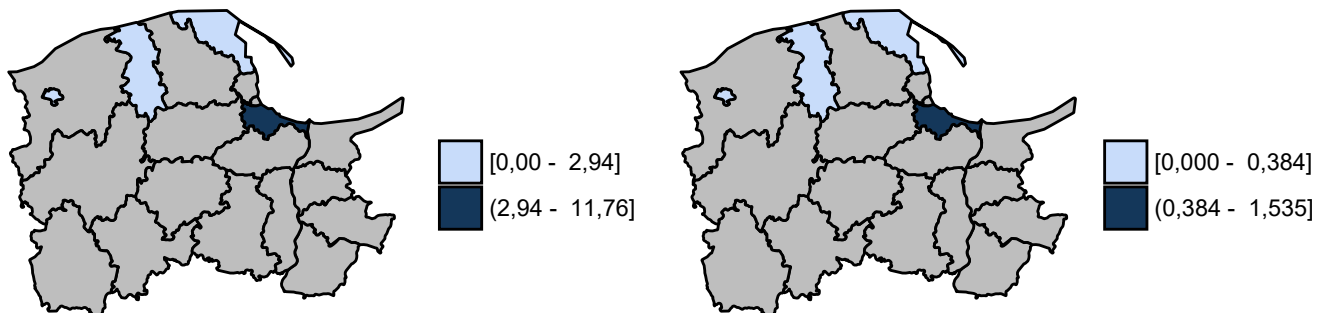 [0,00 - 2,94]
(2,94 - 11,76]
[0,000 - 0,384]
(0,384 - 1,535]